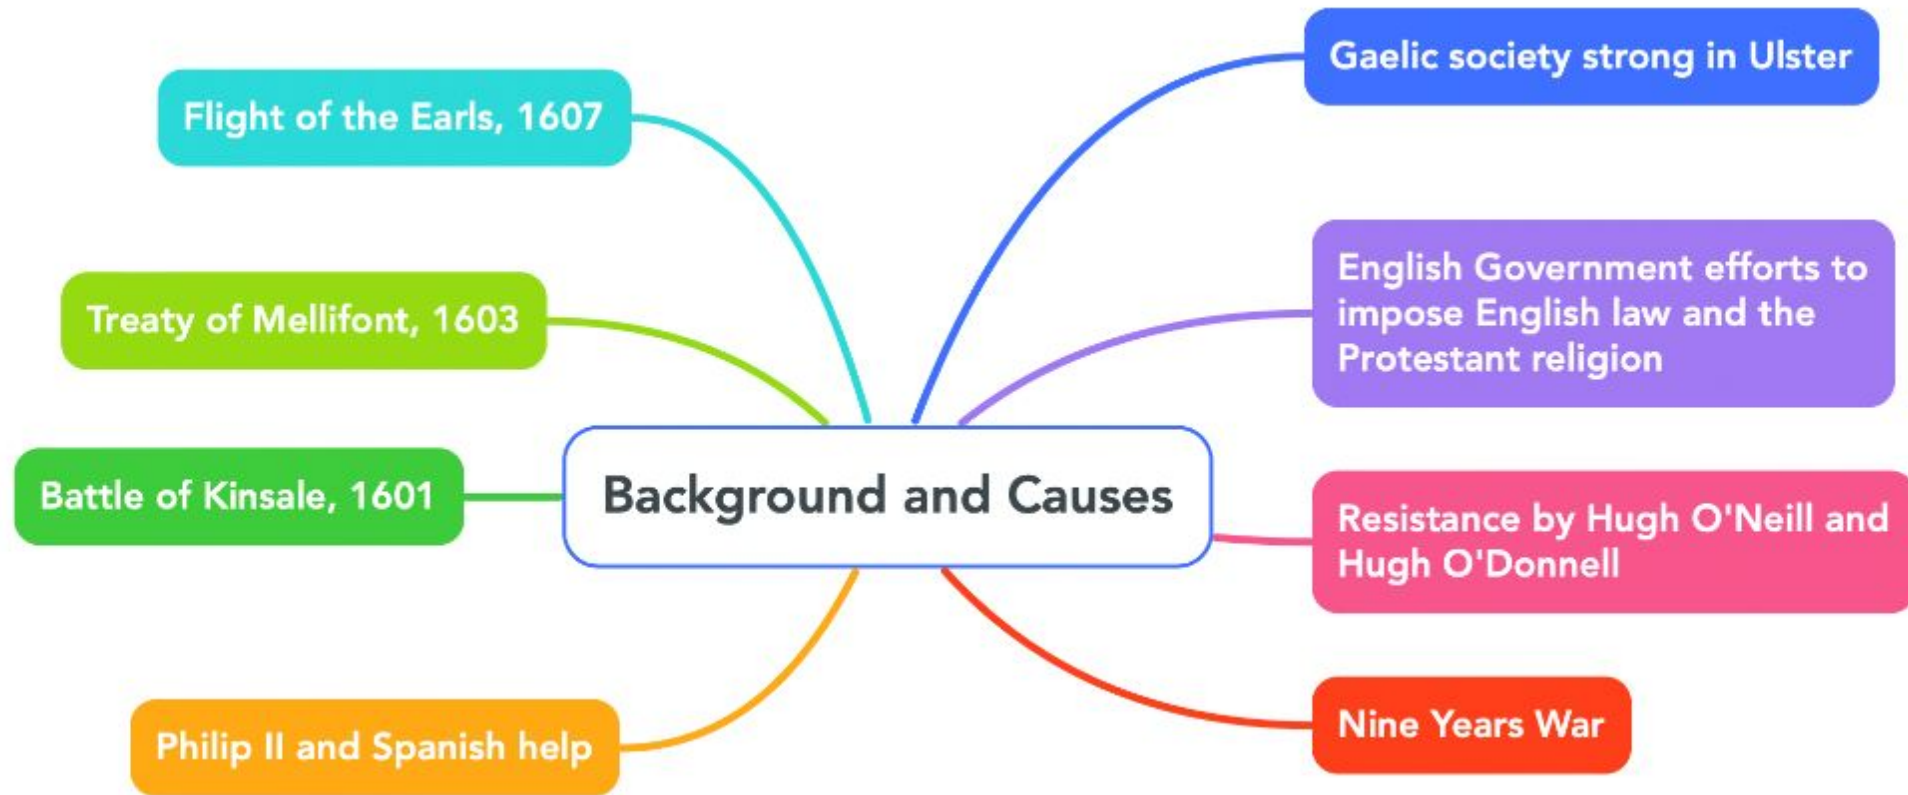 Gaelic society strong in Ulster
Flight of the Earls, 1607
English Government efforts to
impose English law and the
Protestant religion
Treaty of Mellifont, 1603
Background and Causes
Battle of Kinsale, 1601
Resistance by Hugh O'Neill and
Hugh O'Donnell
Nine Years War
Philip II and Spanish help